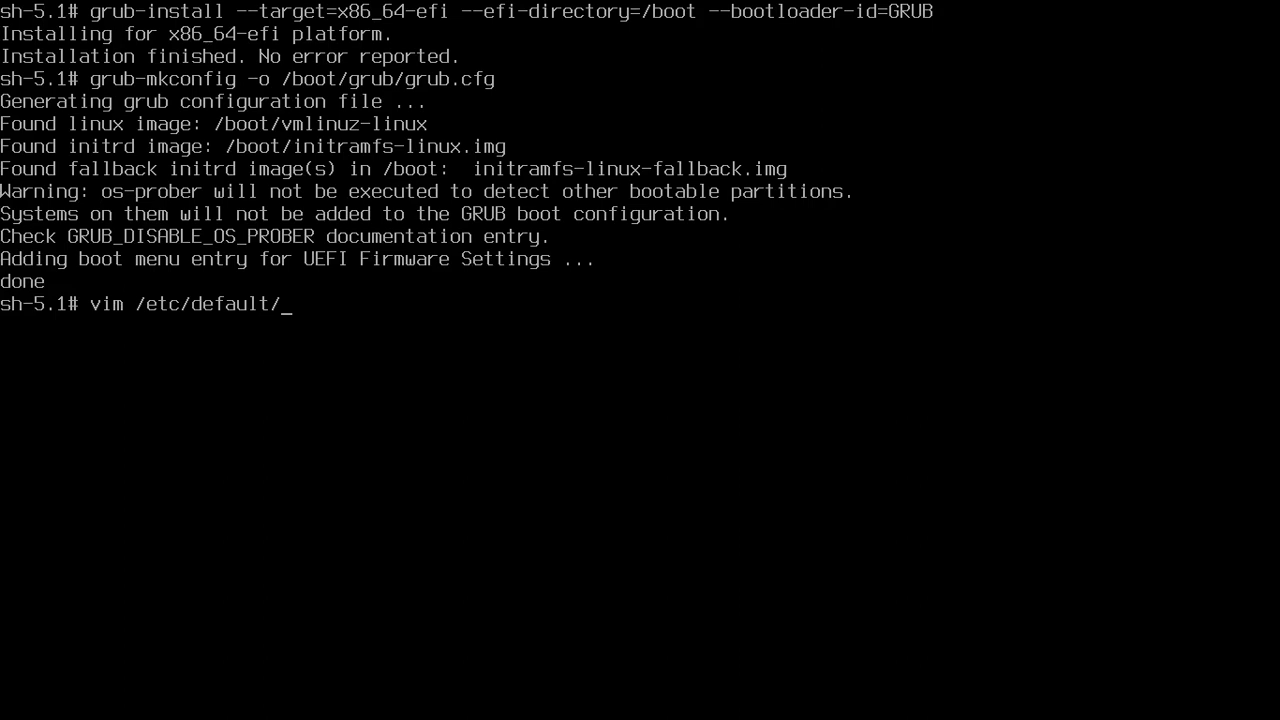 sh-5.1# grub-install --target=x86_64-efi --efi-directory=/boot --bootloader-id=GRUB
Installing for x86_64-efi platform.
Installation finished. No error reported.
sh-5.1# grub-mkconfig -o /boot/grub/grub.cfg
Generating grub configuration file ...
Found linux image: /boot/vmlinuz-linux
Found initrd image: /boot/initramfs-linux.img
Found fallback initrd image(s) in /boot:  initramfs-linux-fallback.img
Warning: os-prober will not be executed to detect other bootable partitions.
Systems on them will not be added to the GRUB boot configuration.
Check GRUB_DISABLE_OS_PROBER documentation entry.
Adding boot menu entry for UEFI Firmware Settings ...
done
sh-5.1# vim /etc/default/_